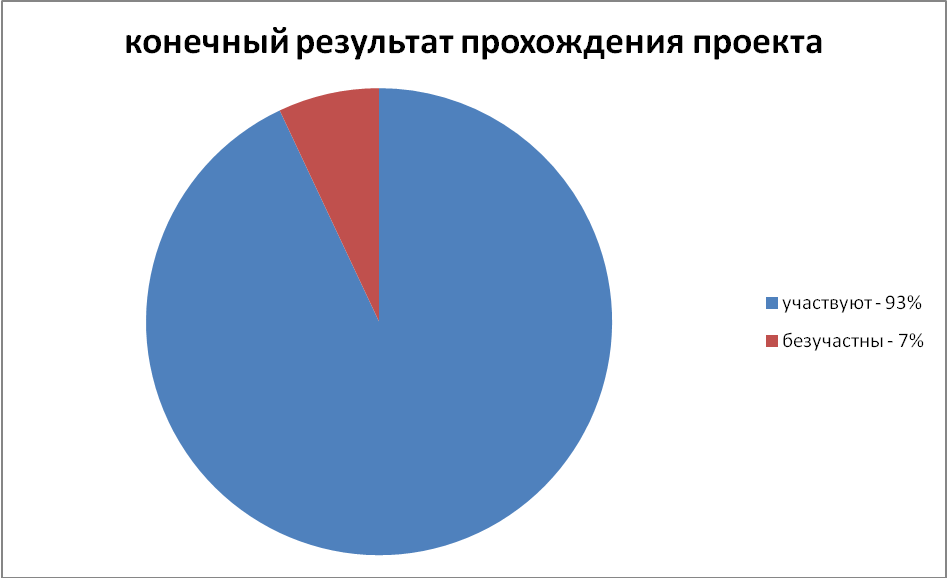 конечный результат прохождения проекта
участвуют - 93%
безучастны - 7%